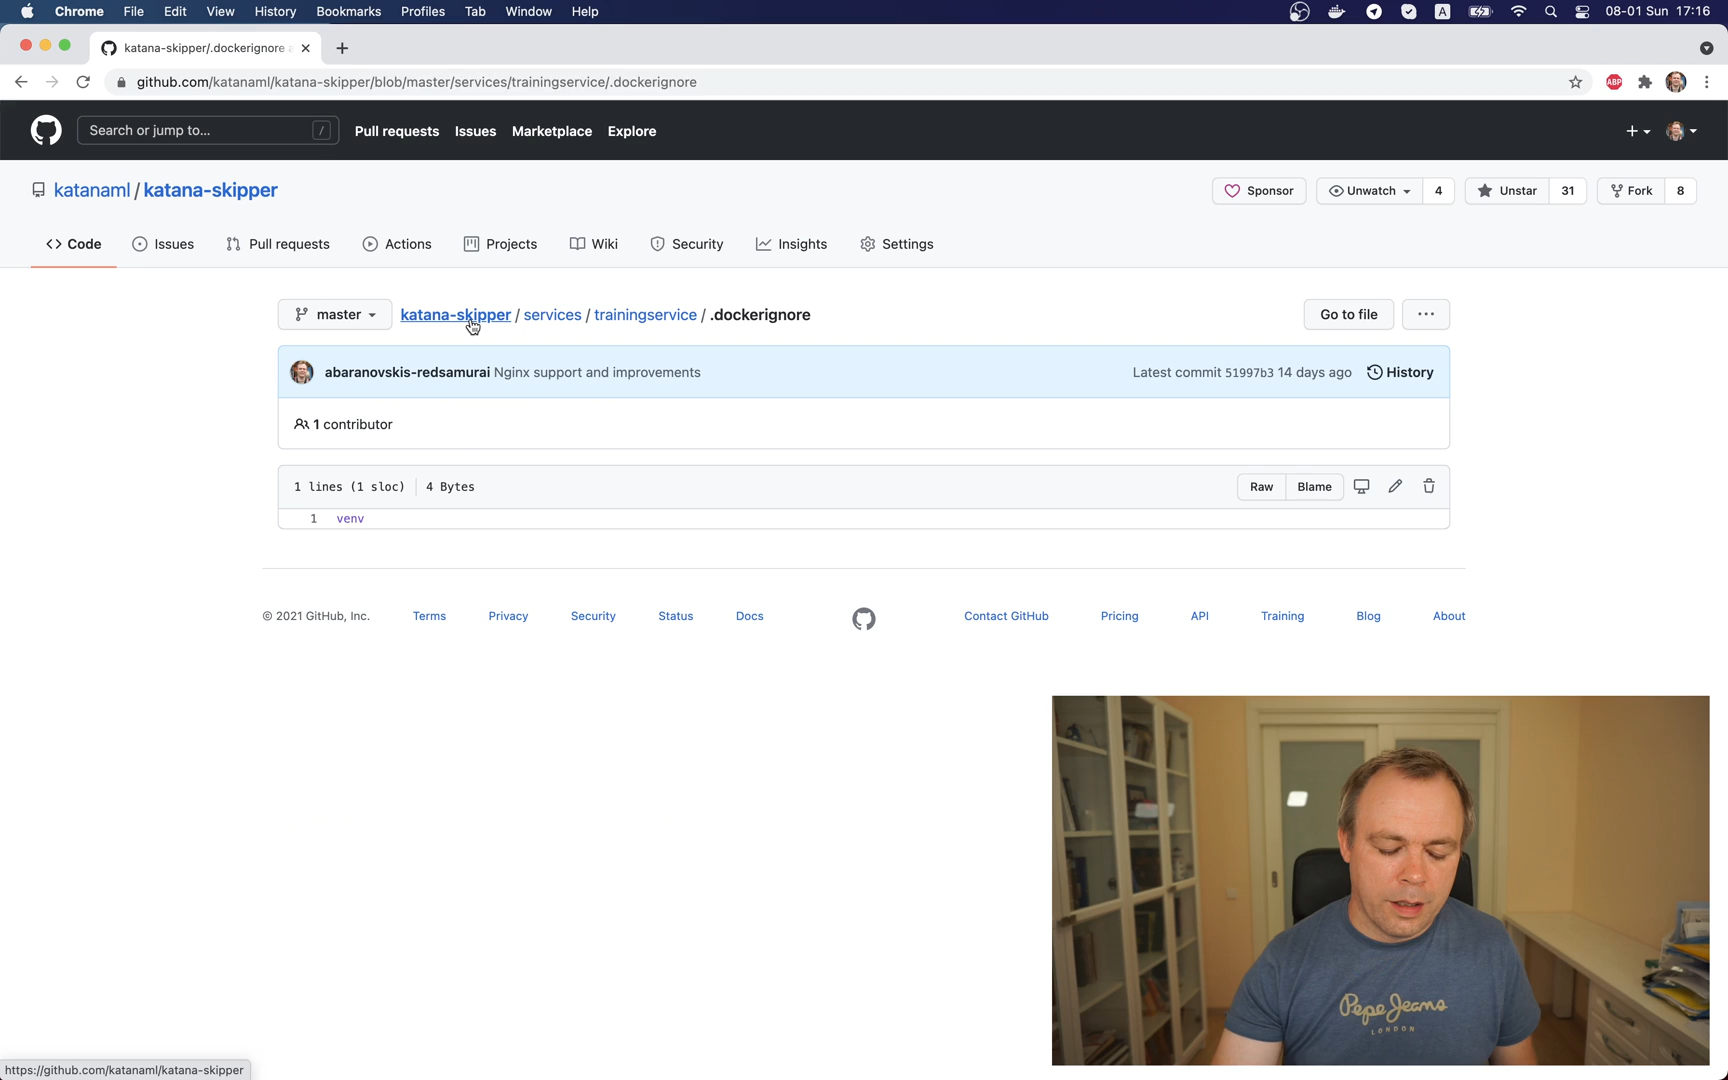 Chrome File Edit View History Bookmarks Profiles Tab Window Help
A 08-01 Sun 17:16
katana-skipper/.dockerignore
github.com/katanaml/katana-skipper/blob/master/services/trainingservice/.dockerignore
ABP
Search or jump to... /
Pull requests Issues Marketplace Explore
katanaml / katana-skipper
Sponsor Unwatch 4 Unstar 31 Fork 8
Code Issues Pull requests Actions Projects Wiki Security Insights Settings
master katana-skipper / services / trainingservice / .dockerignore Go to file ...
abaranovskis-redsamurai Nginx support and improvements Latest commit 51997b3 14 days ago History
1 contributor
1 lines (1 sloc) 4 Bytes Raw Blame
1 venv
© 2021 GitHub, Inc. Terms Privacy Security Status Docs Contact GitHub Pricing API Training Blog About
Pepe Jeans
LONDON
https://github.com/katanaml/katana-skipper